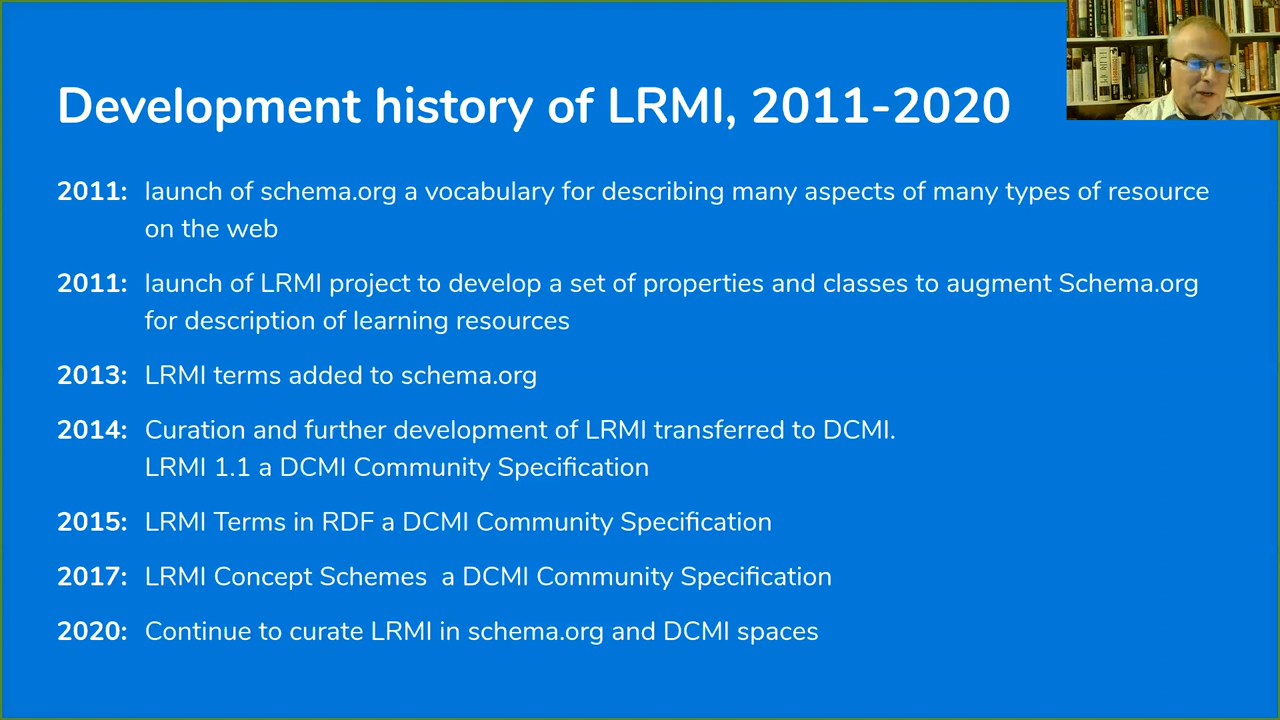 Development history of LRMI, 2011-2020
2011: launch of schema.org a vocabulary for describing many aspects of many types of resource
on the web
2011: launch of LRMI project to develop a set of properties and classes to augment Schema.org
for description of learning resources
2013: LRMI terms added to schema.org
2014: Curation and further development of LRMI transferred to DCMI.
LRMI 1.1 a DCMI Community Specification
2015: LRMI Terms in RDF a DCMI Community Specification
2017: LRMI Concept Schemes  a DCMI Community Specification
2020: Continue to curate LRMI in schema.org and DCMI spaces